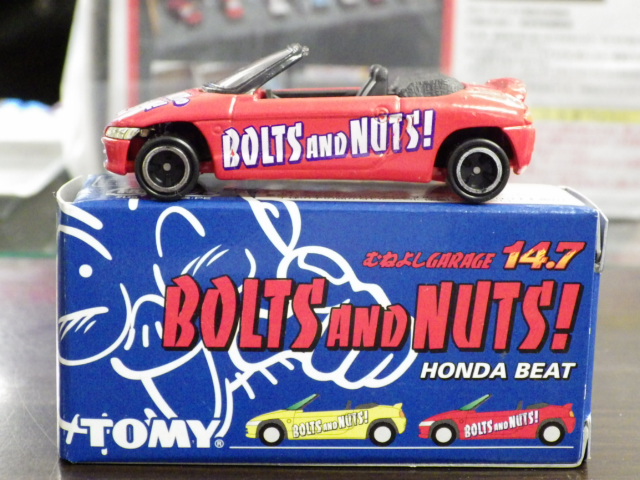 BOLTS AND NUTS!
むねよしGARAGE 14.7
BOLTS AND NUTS!
HONDA BEAT
TOMY®
BOLTS AND NUTS!
BOLTS AND NUTS!